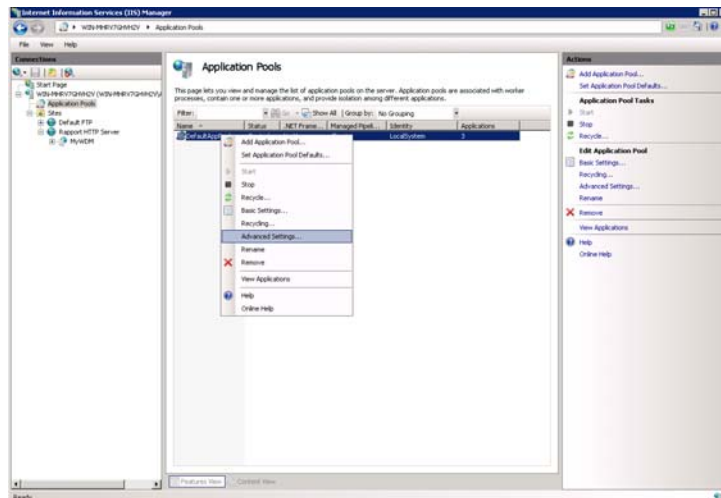 Internet Information Services (IIS) Manager
WIN-MHRV7GHVH2V Application Pools
File View Help
Connections
Start Page
Application Pools
Sites
Default FTP
Rapport HTTP Server
MyWDM
Application Pools
This page lets you view and manage the list of application pools on the server. Application pools are associated with worker
processes, contain one or more applications, and provide isolation among different applications.
Filter: Go Show All Group by: No Grouping
Name Status .NET Frame... Managed Pipel... Identity Applications
LocalSystem 3
Add Application Pool...
Set Application Pool Defaults...
Start
Stop
Recycle...
Basic Settings...
Recycling...
Advanced Settings...
Rename
Remove
View Applications
Help
Online Help
Features View Content View
Actions
Add Application Pool...
Set Application Pool Defaults...
Application Pool Tasks
Start
Stop
Recycle...
Edit Application Pool
Basic Settings...
Recycling...
Advanced Settings...
Rename
Remove
View Applications
Help
Online Help
Ready